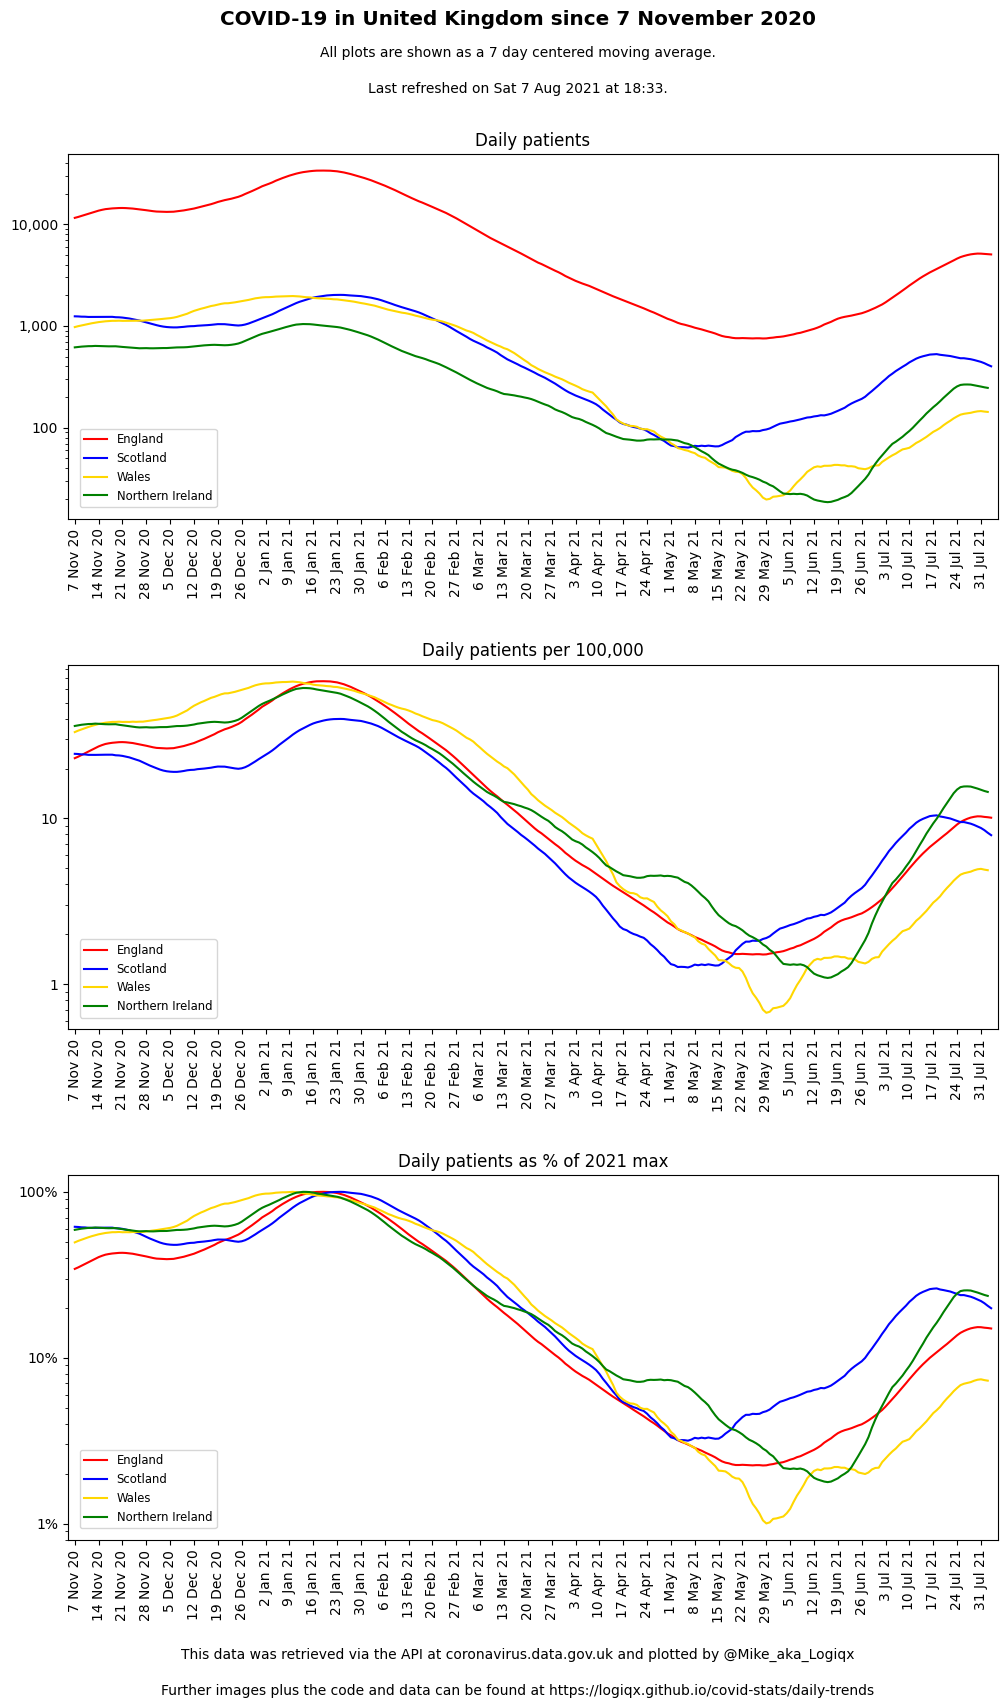 COVID-19 in United Kingdom since 7 November 2020
All plots are shown as a 7 day centered moving average.
Last refreshed on Sat 7 Aug 2021 at 18:33.
Daily patients
10,000
1,000
100
England
Scotland
Wales
Northern Ireland
7 Nov 20
14 Nov 20
21 Nov 20
28 Nov 20
5 Dec 20
12 Dec 20
19 Dec 20
26 Dec 20
2 Jan 21
9 Jan 21
16 Jan 21
23 Jan 21
30 Jan 21
6 Feb 21
13 Feb 21
20 Feb 21
27 Feb 21
6 Mar 21
13 Mar 21
20 Mar 21
27 Mar 21
3 Apr 21
10 Apr 21
17 Apr 21
24 Apr 21
1 May 21
8 May 21
15 May 21
22 May 21
29 May 21
5 Jun 21
12 Jun 21
19 Jun 21
26 Jun 21
3 Jul 21
10 Jul 21
17 Jul 21
24 Jul 21
31 Jul 21
Daily patients per 100,000
10
1
England
Scotland
Wales
Northern Ireland
7 Nov 20
14 Nov 20
21 Nov 20
28 Nov 20
5 Dec 20
12 Dec 20
19 Dec 20
26 Dec 20
2 Jan 21
9 Jan 21
16 Jan 21
23 Jan 21
30 Jan 21
6 Feb 21
13 Feb 21
20 Feb 21
27 Feb 21
6 Mar 21
13 Mar 21
20 Mar 21
27 Mar 21
3 Apr 21
10 Apr 21
17 Apr 21
24 Apr 21
1 May 21
8 May 21
15 May 21
22 May 21
29 May 21
5 Jun 21
12 Jun 21
19 Jun 21
26 Jun 21
3 Jul 21
10 Jul 21
17 Jul 21
24 Jul 21
31 Jul 21
Daily patients as % of 2021 max
100%
10%
1%
England
Scotland
Wales
Northern Ireland
7 Nov 20
14 Nov 20
21 Nov 20
28 Nov 20
5 Dec 20
12 Dec 20
19 Dec 20
26 Dec 20
2 Jan 21
9 Jan 21
16 Jan 21
23 Jan 21
30 Jan 21
6 Feb 21
13 Feb 21
20 Feb 21
27 Feb 21
6 Mar 21
13 Mar 21
20 Mar 21
27 Mar 21
3 Apr 21
10 Apr 21
17 Apr 21
24 Apr 21
1 May 21
8 May 21
15 May 21
22 May 21
29 May 21
5 Jun 21
12 Jun 21
19 Jun 21
26 Jun 21
3 Jul 21
10 Jul 21
17 Jul 21
24 Jul 21
31 Jul 21
This data was retrieved via the API at coronavirus.data.gov.uk and plotted by @Mike_aka_Logiqx
Further images plus the code and data can be found at https://logiqx.github.io/covid-stats/daily-trends